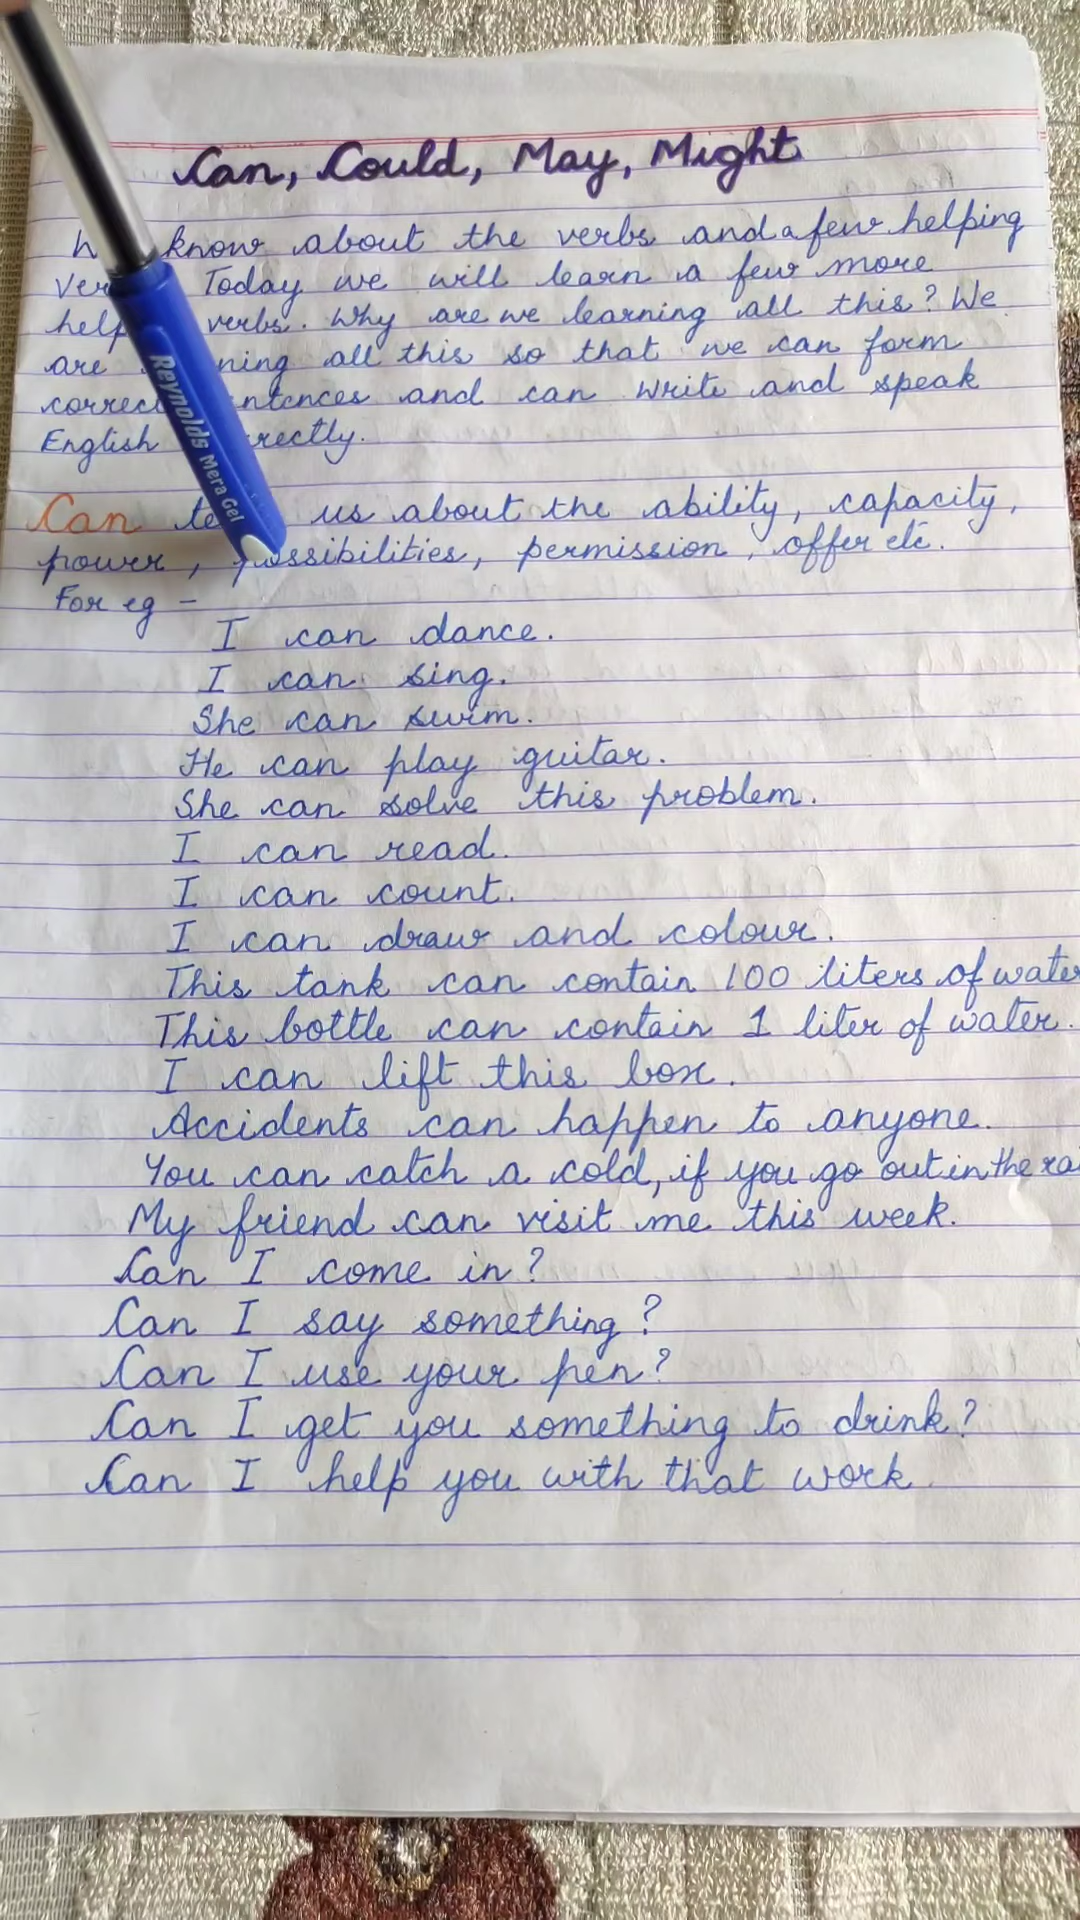 Can, Could, May, Might
know about the verbs and a few helping
Today we will learn a few more
verbs. Why are we learning all this? We
are all this so that we can form
and can write and speak
English
Can us about the ability, capacity,
power, possibilities, permission, offer etc.
For eg -
I can dance.
I can sing.
She can swim.
He can play guitar.
She can solve this problem.
I can read.
I can count.
I can draw and colour.
This tank can contain 100 liters of water
This bottle can contain 1 liter of water.
I can lift this box.
Accidents can happen to anyone.
You can catch a cold, if you go out in the
My friend can visit me this week.
Can I come in?
Can I say something?
Can I use your pen?
Can I get you something to drink?
Can I help you with that work.
Reynolds Mera Gel